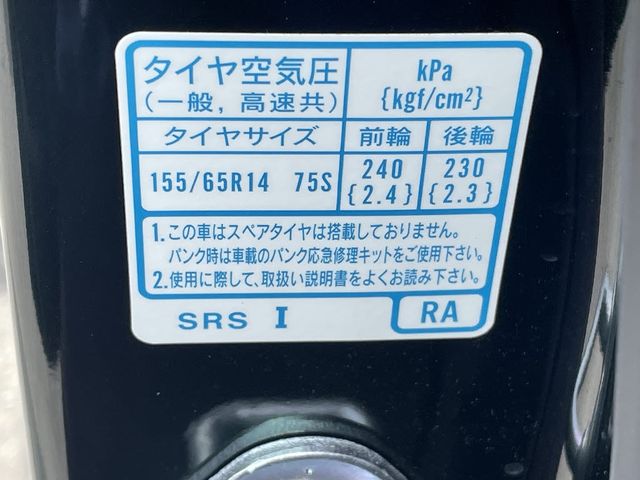 タイヤ空気圧
(一般, 高速共)
kPa
{kgf/cm²}
タイヤサイズ 前輪 後輪
155/65R14 75S 240 230
{2.4} {2.3}
1. この車はスペアタイヤは搭載しておりません。
パンク時は車載のパンク応急修理キットをご使用下さい。
2. 使用に際して、取扱い説明書をよくお読み下さい。
SRS I RA